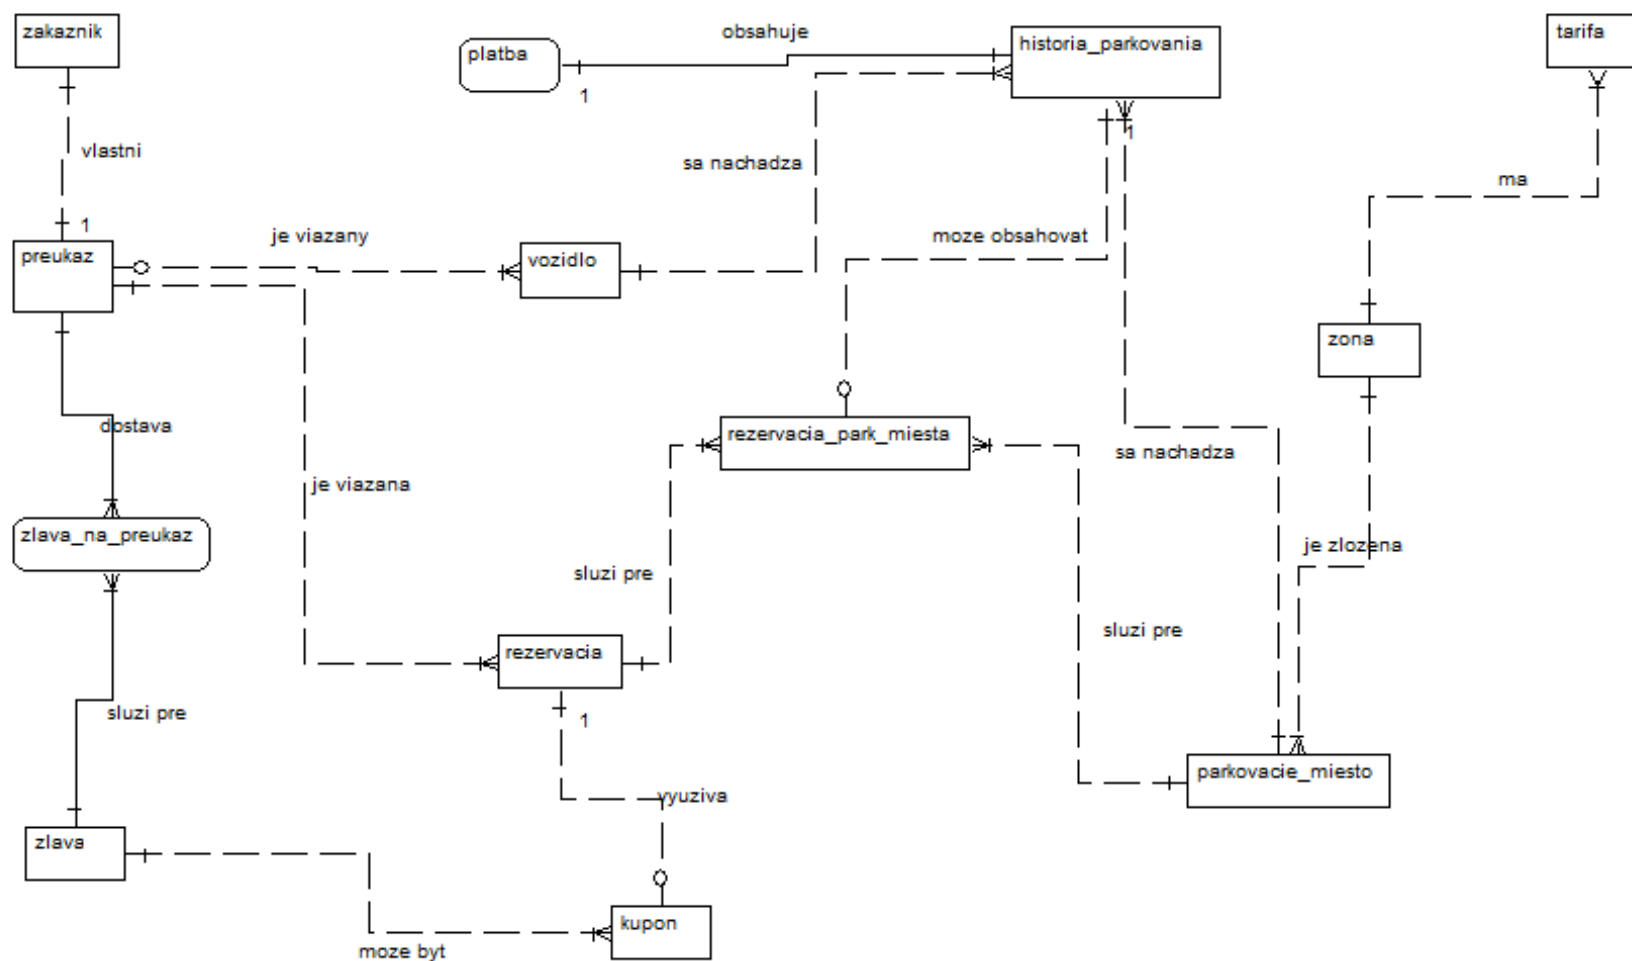 zakaznik
platba
obsahuje
historia_parkovania
tarifa
1
1
vlastni
sa nachadza
ma
1
preukaz
je viazany
vozidlo
moze obsahovat
zona
dostava
rezervacia_park_miesta
sa nachadza
je viazana
zlava_na_preukaz
je zlozena
sluzi pre
sluzi pre
rezervacia
sluzi pre
1
parkovacie_miesto
vyuziva
zlava
kupon
moze byt